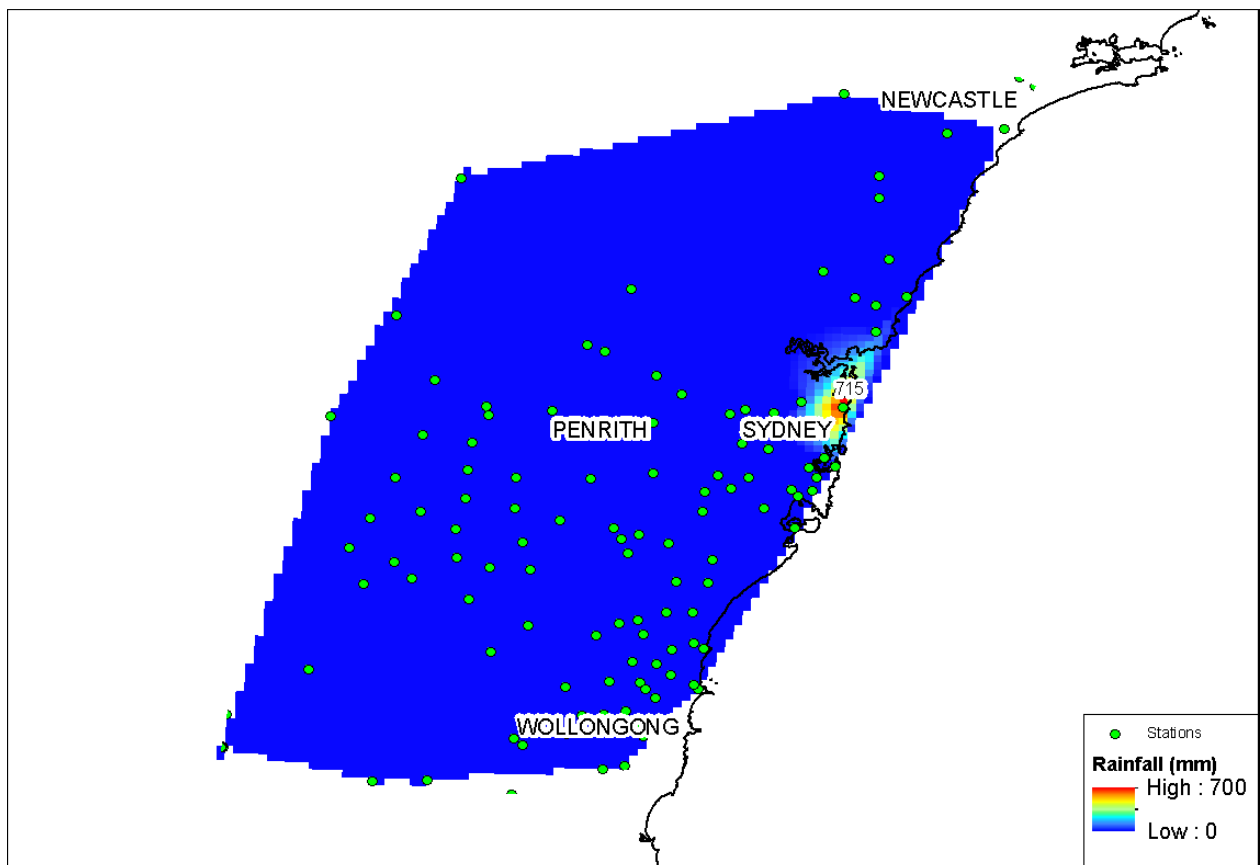 NEWCASTLE
715
PENRITH
SYDNEY
WOLLONGONG
Stations
Rainfall (mm)
High : 700
Low : 0